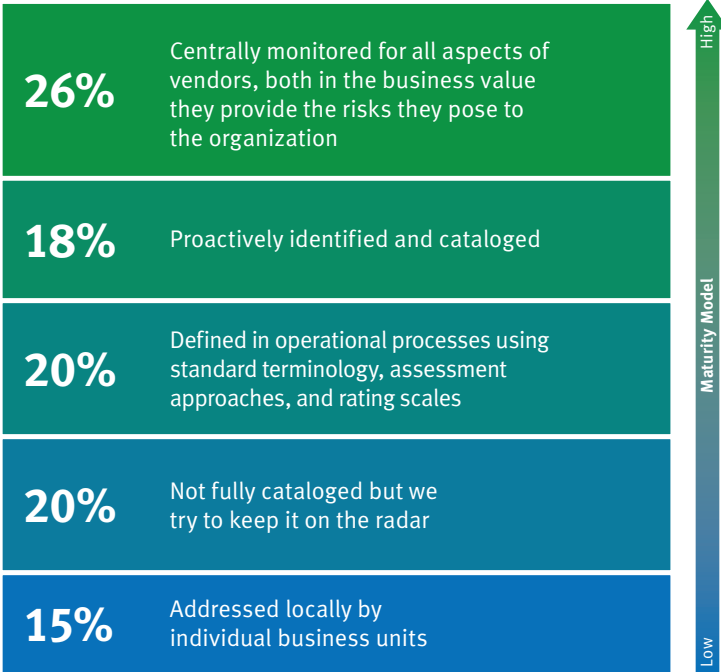 26%
Centrally monitored for all aspects of
vendors, both in the business value
they provide the risks they pose to
the organization
18%
Proactively identified and cataloged
20%
Defined in operational processes using
standard terminology, assessment
approaches, and rating scales
20%
Not fully cataloged but we
try to keep it on the radar
15%
Addressed locally by
individual business units
High
Maturity Model
Low